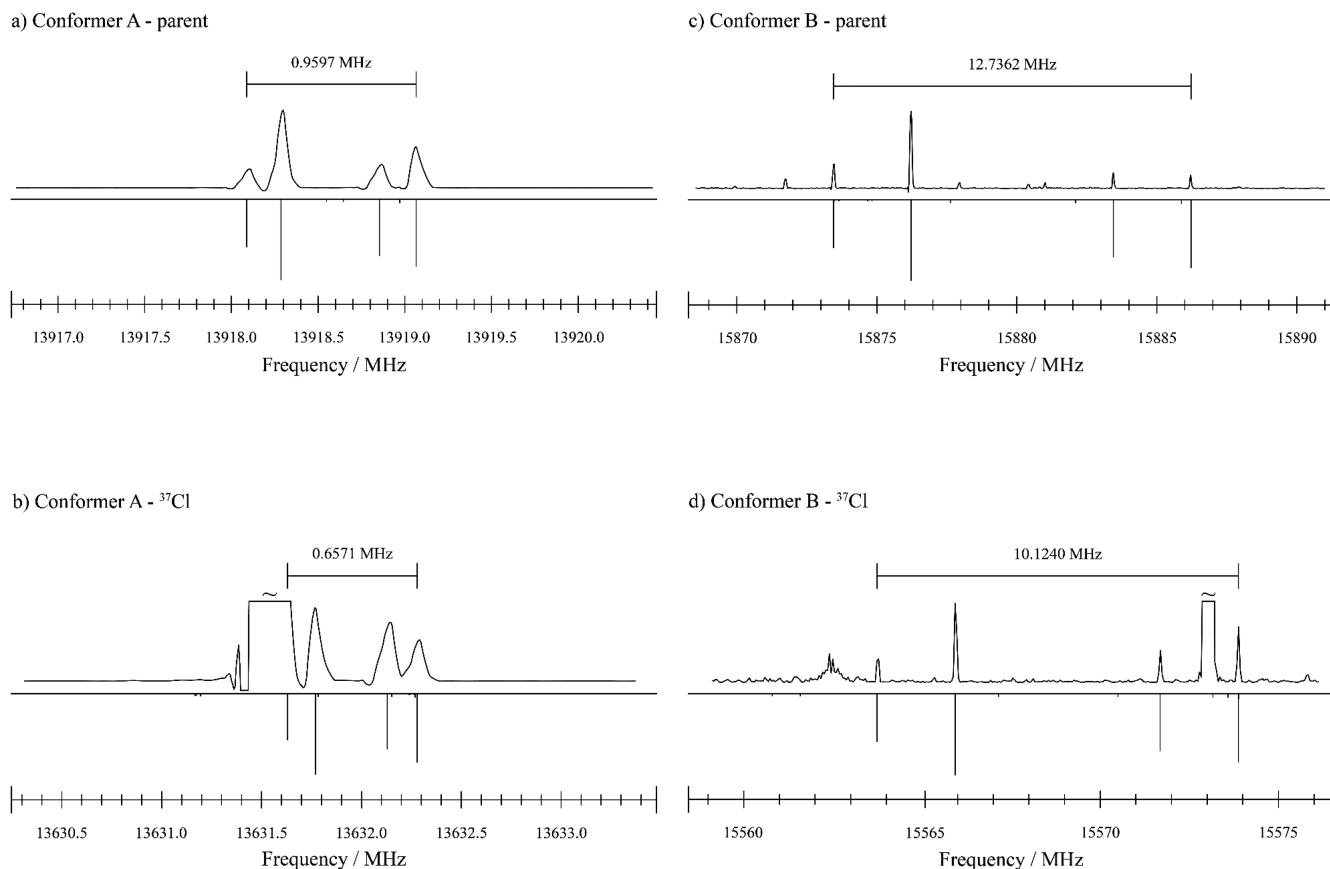 a) Conformer A - parent
0.9597 MHz
13917.0 13917.5 13918.0 13918.5 13919.0 13919.5 13920.0
Frequency / MHz
c) Conformer B - parent
12.7362 MHz
15870 15875 15880 15885 15890
Frequency / MHz
b) Conformer A - ³⁷Cl
0.6571 MHz
~
13630.5 13631.0 13631.5 13632.0 13632.5 13633.0
Frequency / MHz
d) Conformer B - ³⁷Cl
10.1240 MHz
~
15560 15565 15570 15575
Frequency / MHz